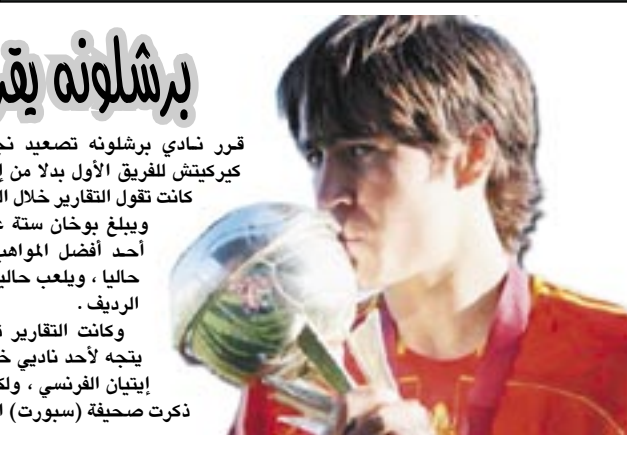 برشلونه يقر
قرر نادي برشلونه تصعيد نج
كيركيتش للفريق الأول بدلا من إ
كانت تقول التقارير خلال ال
ويبلغ بوخان ستة ع
أحد أفضل المواهب
حاليا ، ويلعب حالي
الرديف .
وكانت التقارير ت
يتجه لأحد ناديي خ
إيتيان الفرنسي ، ولك
ذكرت صحيفة (سبورت) ا